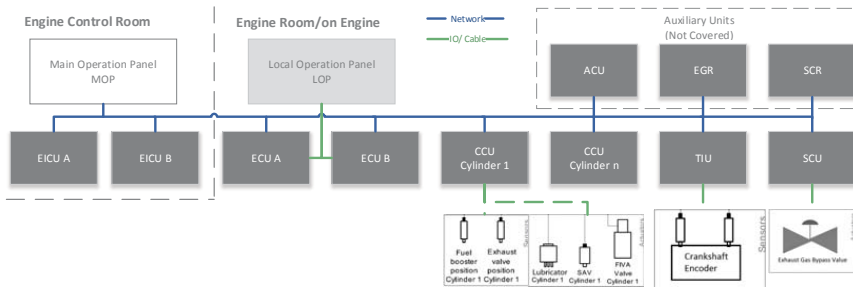 Engine Control Room
Engine Room/on Engine
Network
IO/ Cable
Auxiliary Units
(Not Covered)
Main Operation Panel
MOP
Local Operation Panel
LOP
ACU
EGR
SCR
EICU A
EICU B
ECU A
ECU B
CCU
Cylinder 1
CCU
Cylinder n
TIU
SCU
Fuel
booster
position
Cylinder 1
Exhaust
valve
position
Cylinder 1
Sensors
Lubricator
Cylinder 1
SAV
Cylinder 1
FIVA
Valve
Cylinder 1
Actuators
Crankshaft
Encoder
Sensors
Exhaust Gas Bypass Valve